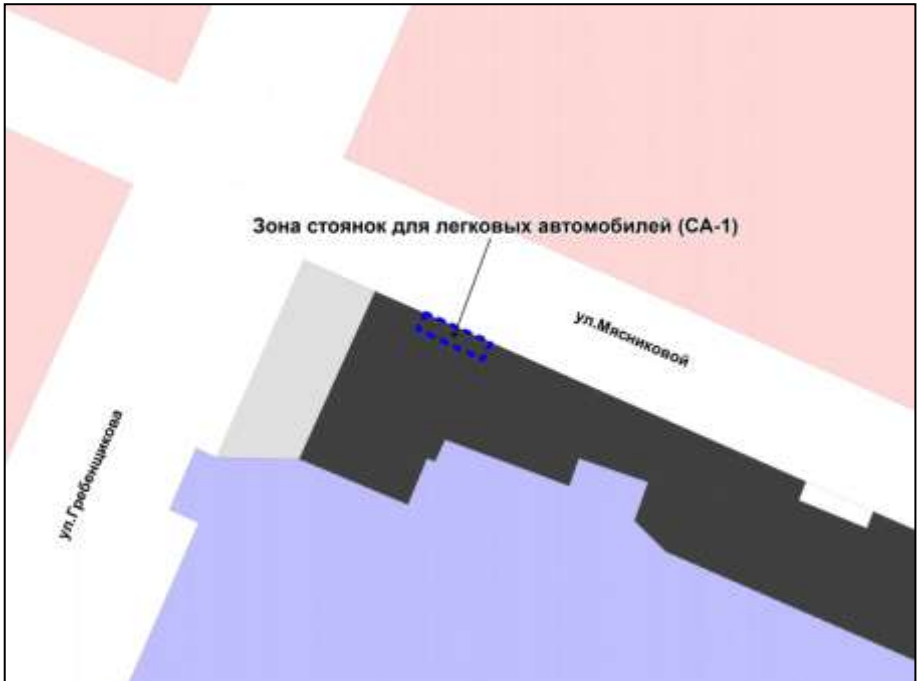 Зона стоянок для легковых автомобилей (СА-1)
ул.Мясниковой
ул.Гребенщикова